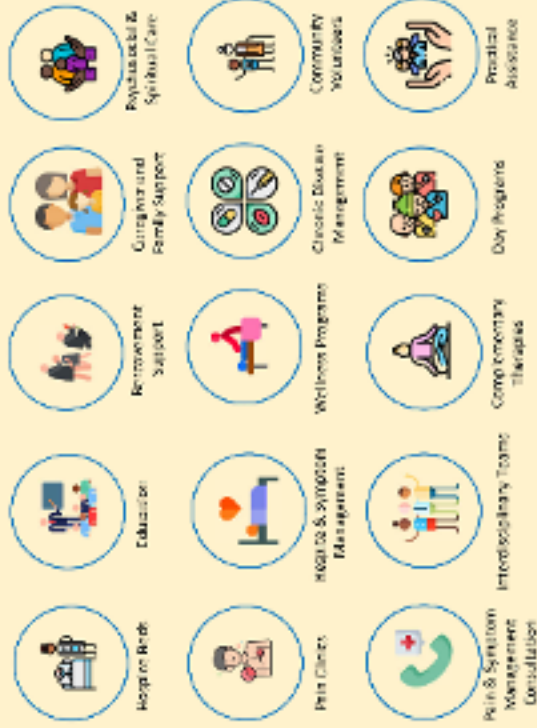 Hospice Beds
Education
Bereavement
Support
Caregiver and
Family Support
Psychosocial &
Spiritual Care
Pain Clinics
& symptom
Management
Wellness Programs
Chronic Disease
Management
Community
Volunteers
Pain & Symptom
Management
Consultation
Interdisciplinary Teams
Complementary
Therapies
Day Programs
Practical
Assistance